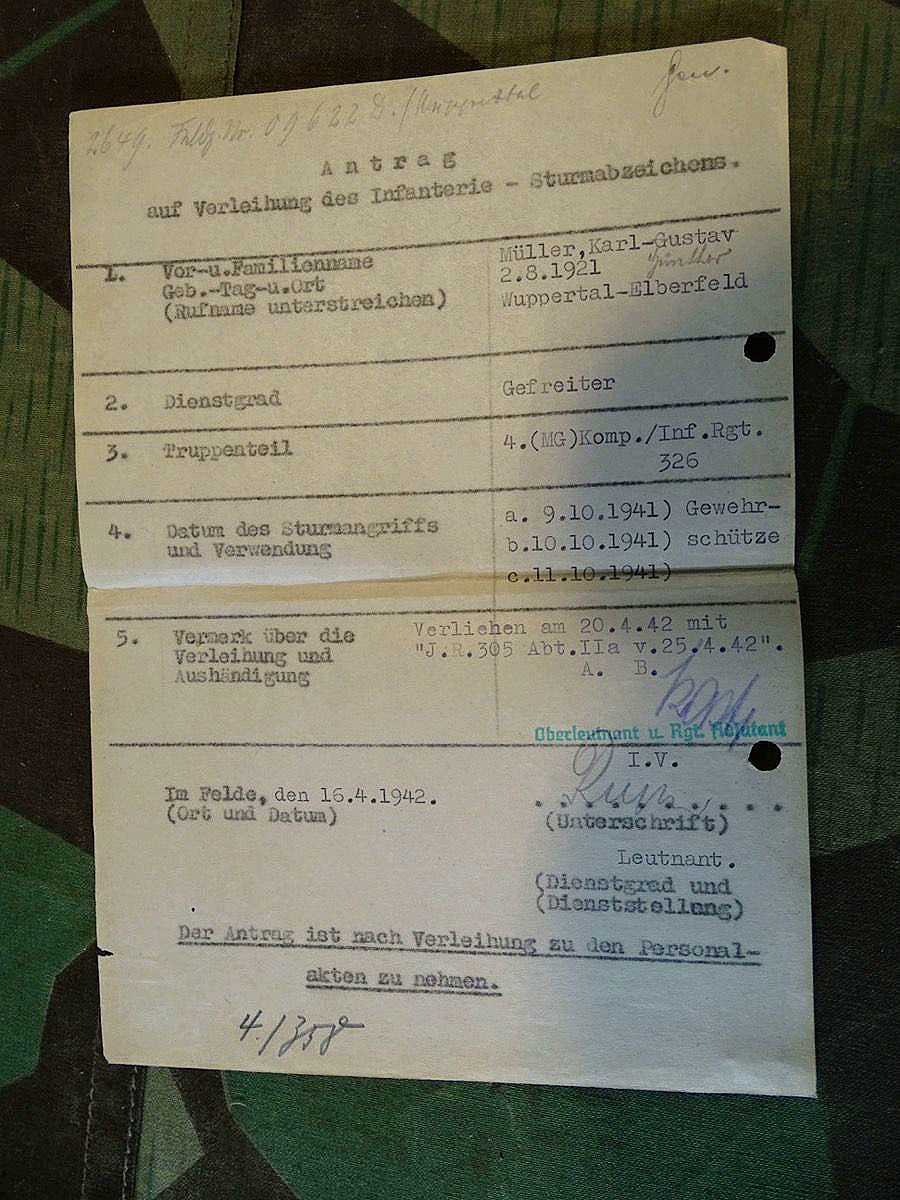 2649. Feldp. Nr. 09622 D. / Wuppertal
Gen.
Antrag
auf Verleihung des Infanterie - Sturmabzeichens.
1. Vor-u.Familienname
Geb.-Tag-u.Ort
(Rufname unterstreichen)
Müller,Karl-Gustav
2.8.1921 Günther
Wuppertal-Elberfeld
2. Dienstgrad
Gefreiter
3. Truppenteil
4.(MG)Komp./Inf.Rgt.
326
4. Datum des Sturmangriffs
und Verwendung
a. 9.10.1941) Gewehr-
b.10.10.1941) schütze
c.11.10.1941)
5. Vermerk über die
Verleihung und
Aushändigung
Verliehen am 20.4.42 mit
"J.R.305 Abt.IIa v.25.4.42".
A. B.
Oberleutnant u. Rgt. Adjutant
I.V.
Im Felde, den 16.4.1942.
(Ort und Datum)
. . . . . . . . .
(Unterschrift)
Leutnant.
(Dienstgrad und
(Dienststellung)
Der Antrag ist nach Verleihung zu den Personal-
akten zu nehmen.
4./358